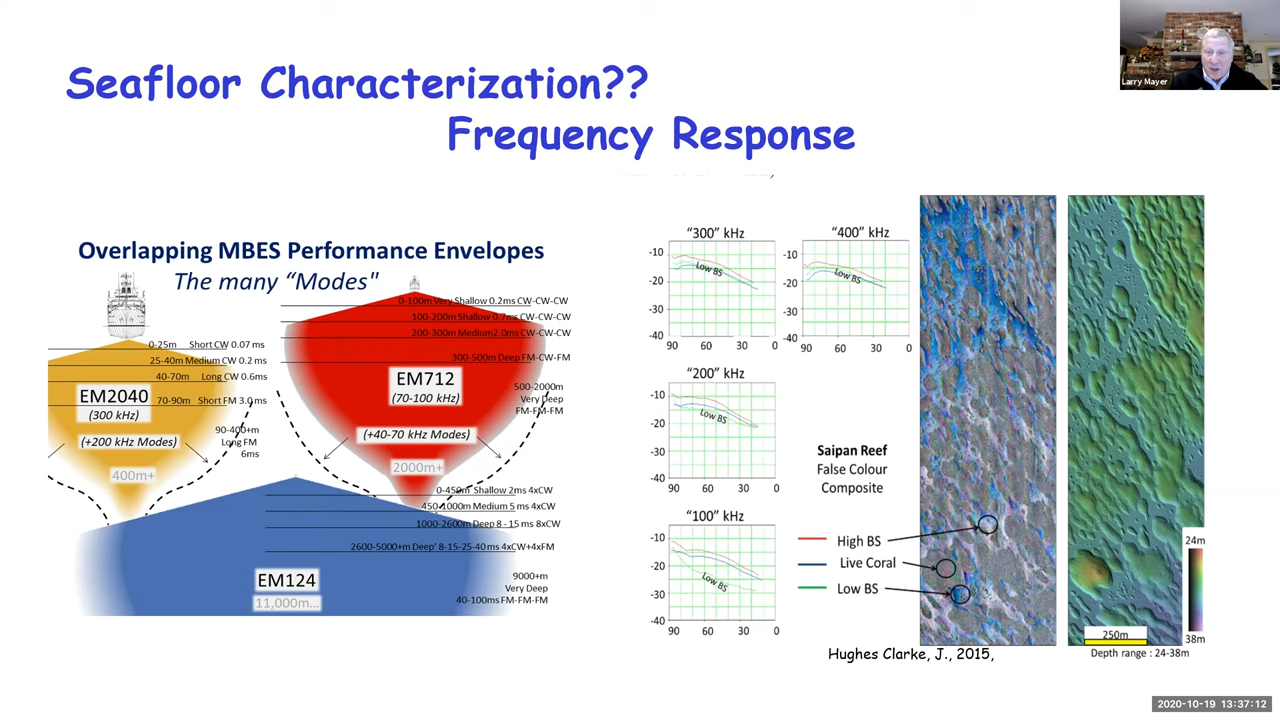 Larry Mayer
Seafloor Characterization??
Frequency Response
Overlapping MBES Performance Envelopes
The many “Modes"
0-100m Very Shallow 0.2ms CW-CW-CW
100-200m Shallow 0.7ms CW-CW-CW
200-300m Medium2.0ms CW-CW-CW
300-500m Deep FM-CW-FM
EM712
(70-100 kHz)
500-2000m
Very Deep
FM-FM-FM
(+40-70 kHz Modes)
2000m+
0-25m Short CW 0.07 ms
25-40m Medium CW 0.2 ms
40-70m Long CW 0.6ms
70-90m Short FM 3.0 ms
EM2040
(300 kHz)
90-400+m
Long FM
6ms
(+200 kHz Modes)
400m+
0-450m Shallow 2ms 4xCW
450-1000m Medium 5 ms 4xCW
1000-2600m Deep 8 - 15 ms 8xCW
2600-5000+m Deep’ 8-15-25-40 ms 4xCW+4xFM
EM124
11,000m...
9000+m
Very Deep
40-100ms FM-FM-FM
“300” kHz
-10
-20
-30
-40
Low BS
90 60 30 0
“400” kHz
-10
-20
-30
-40
Low BS
90 60 30 0
“200” kHz
-10
-20
-30
-40
Low BS
90 60 30 0
“100” kHz
-10
-20
-30
-40
Low BS
90 60 30 0
Saipan Reef
False Colour
Composite
High BS
Live Coral
Low BS
24m
38m
250m
Depth range : 24-38m
Hughes Clarke, J., 2015,
2020-10-19 13:37:12